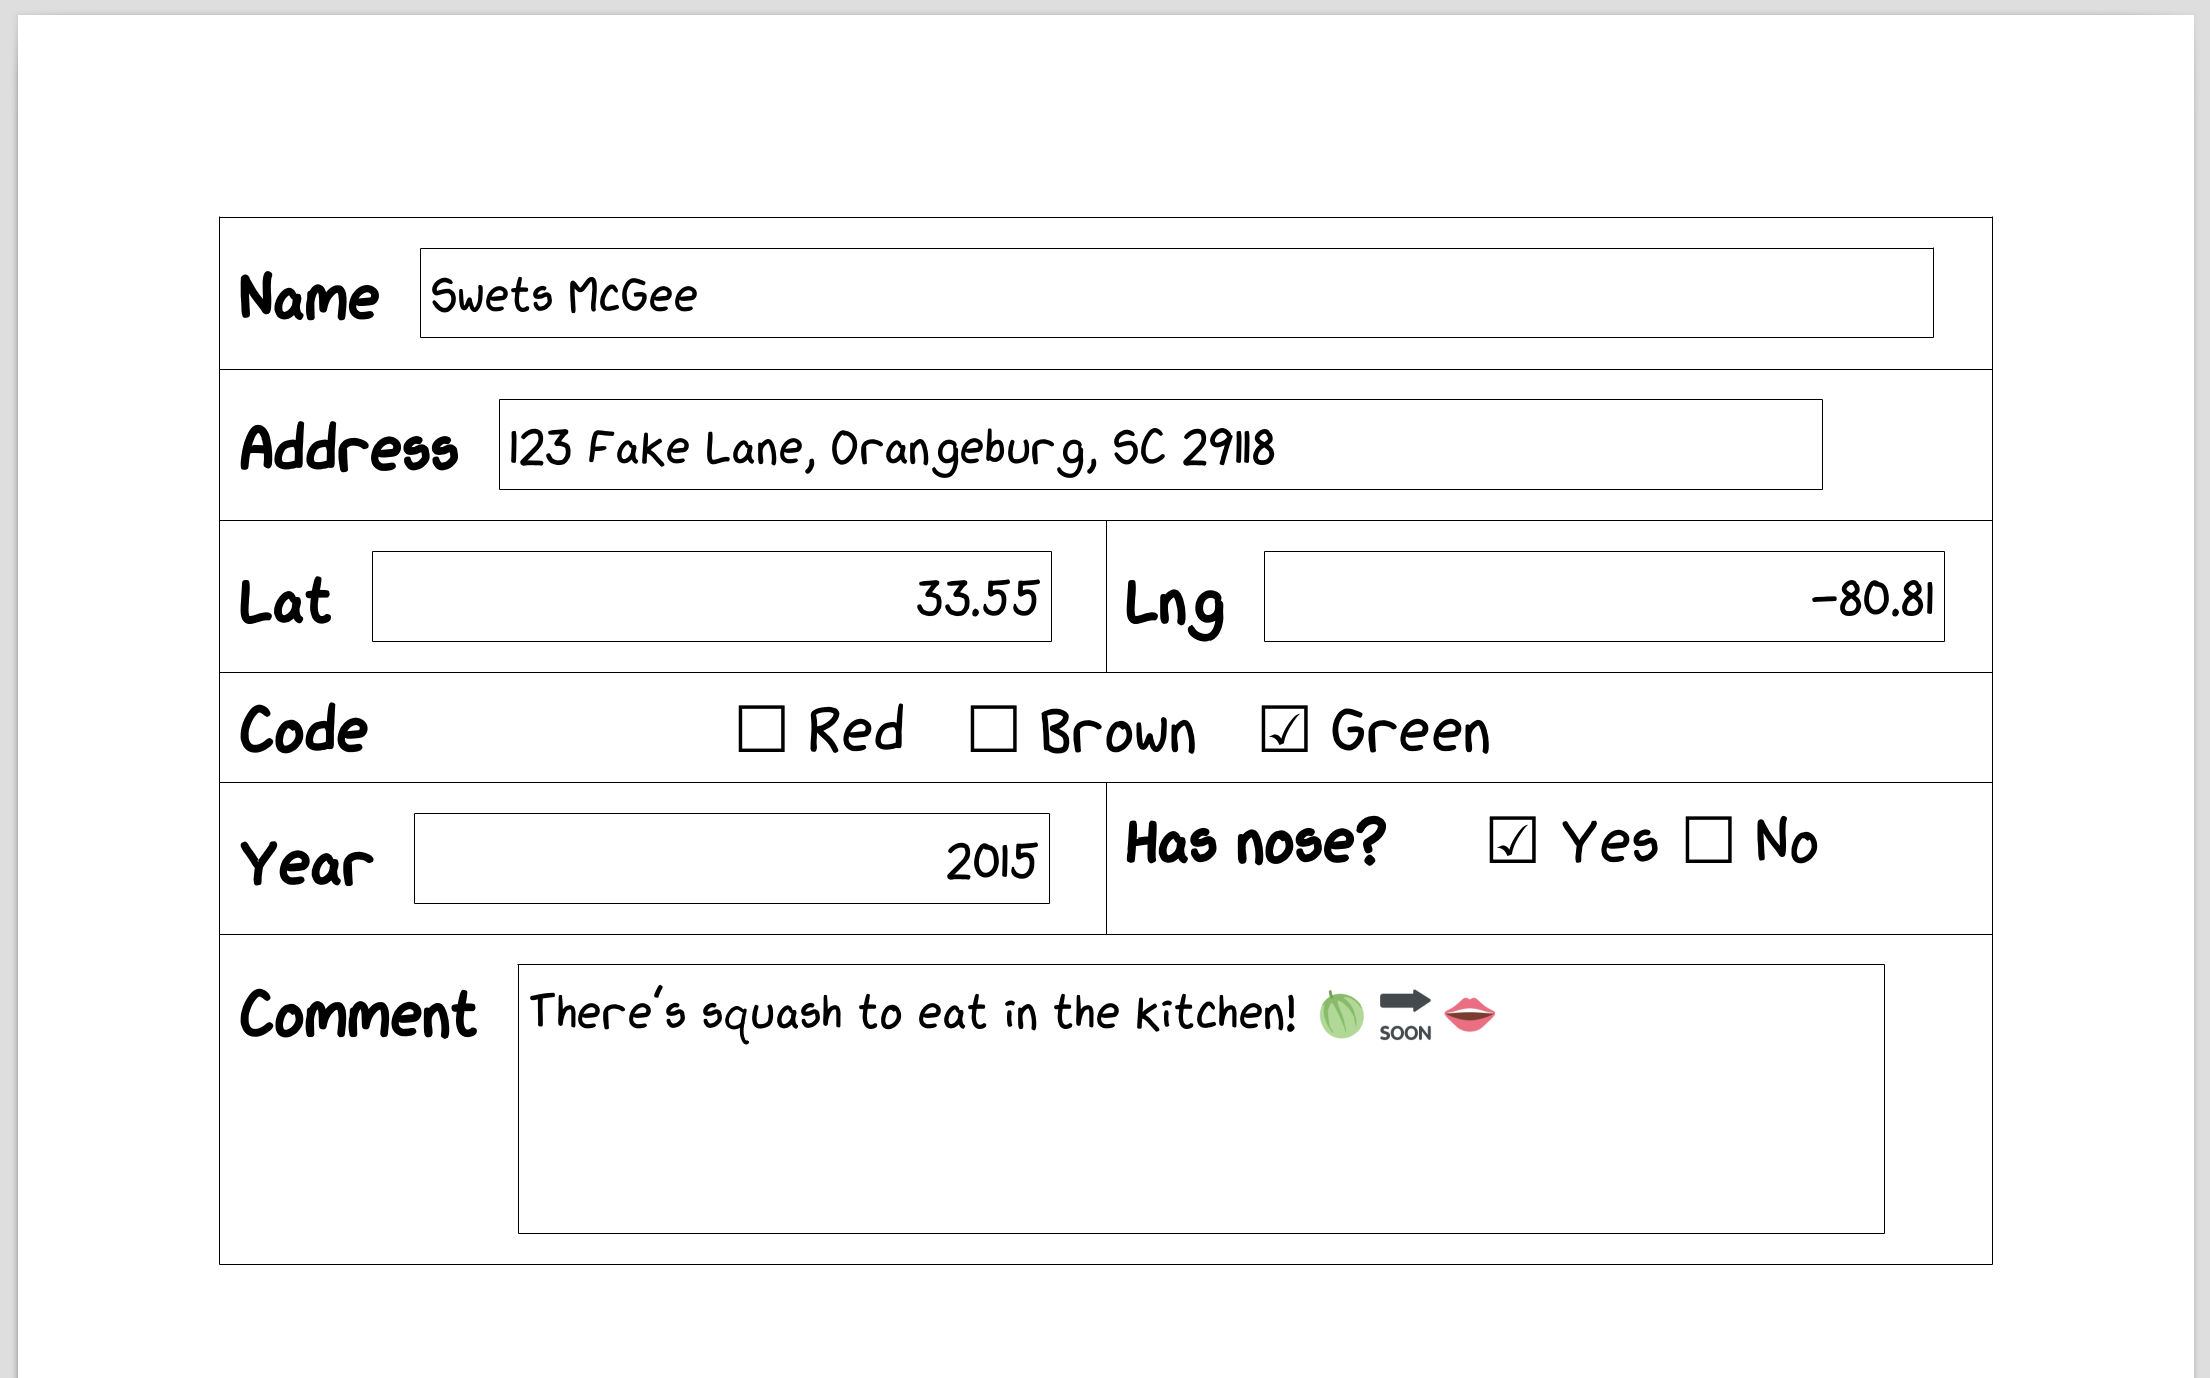 Name Swets McGee
Address 123 Fake Lane, Orangeburg, SC 29118
Lat 33.55 Lng -80.81
Code ☐ Red ☐ Brown ☑ Green
Year 2015 Has nose? ☑ Yes ☐ No
Comment There's squash to eat in the kitchen! 🍈 🔜 👄